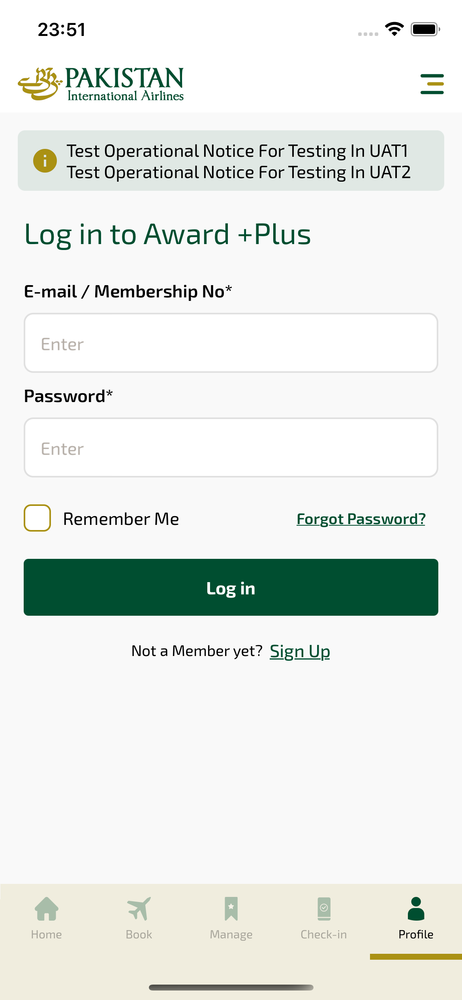 23:51
PAKISTAN
International Airlines
Test Operational Notice For Testing In UAT1
Test Operational Notice For Testing In UAT2
Log in to Award +Plus
E-mail / Membership No*
Enter
Password*
Enter
Remember Me
Forgot Password?
Log in
Not a Member yet? Sign Up
Home
Book
Manage
Check-in
Profile